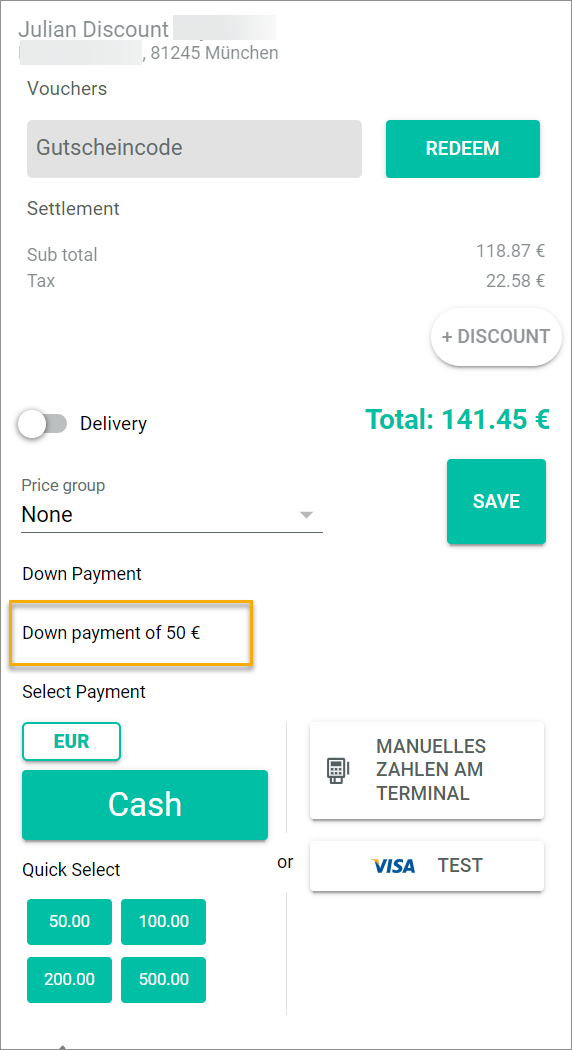 Julian Discount
, 81245 München
Vouchers
Gutscheincode
REDEEM
Settlement
Sub total 118.87 €
Tax 22.58 €
+ DISCOUNT
Delivery
Total: 141.45 €
Price group
None
SAVE
Down Payment
Down payment of 50 €
Select Payment
EUR
Cash
MANUELLES
ZAHLEN AM
TERMINAL
or
VISA TEST
Quick Select
50.00 100.00
200.00 500.00